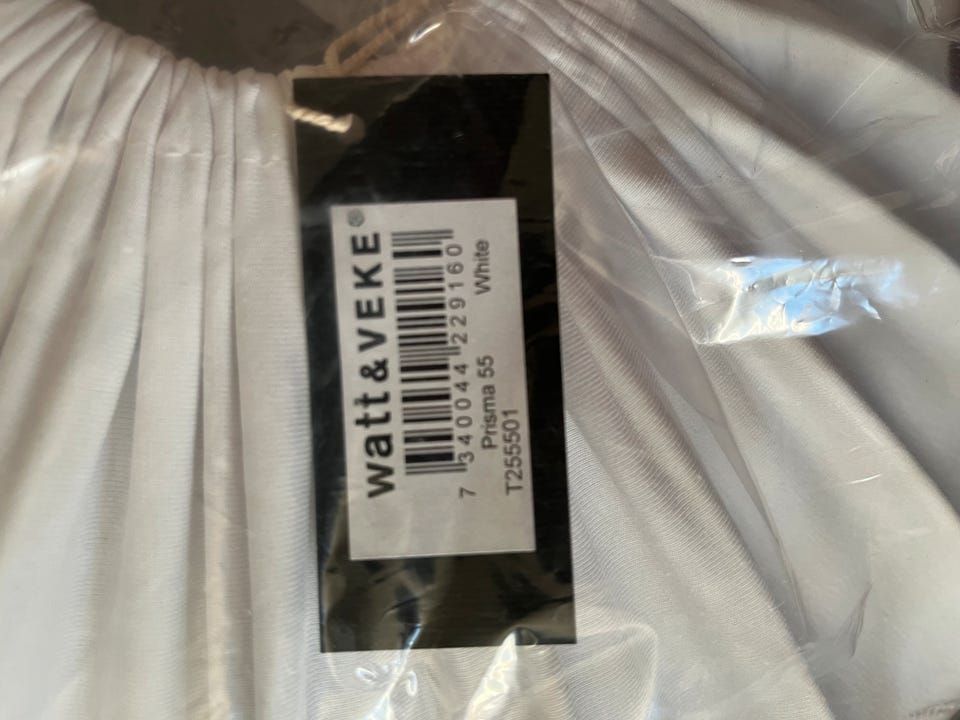 watt & VEKE®
7 340044 229160
Prisma 55 White
T255501